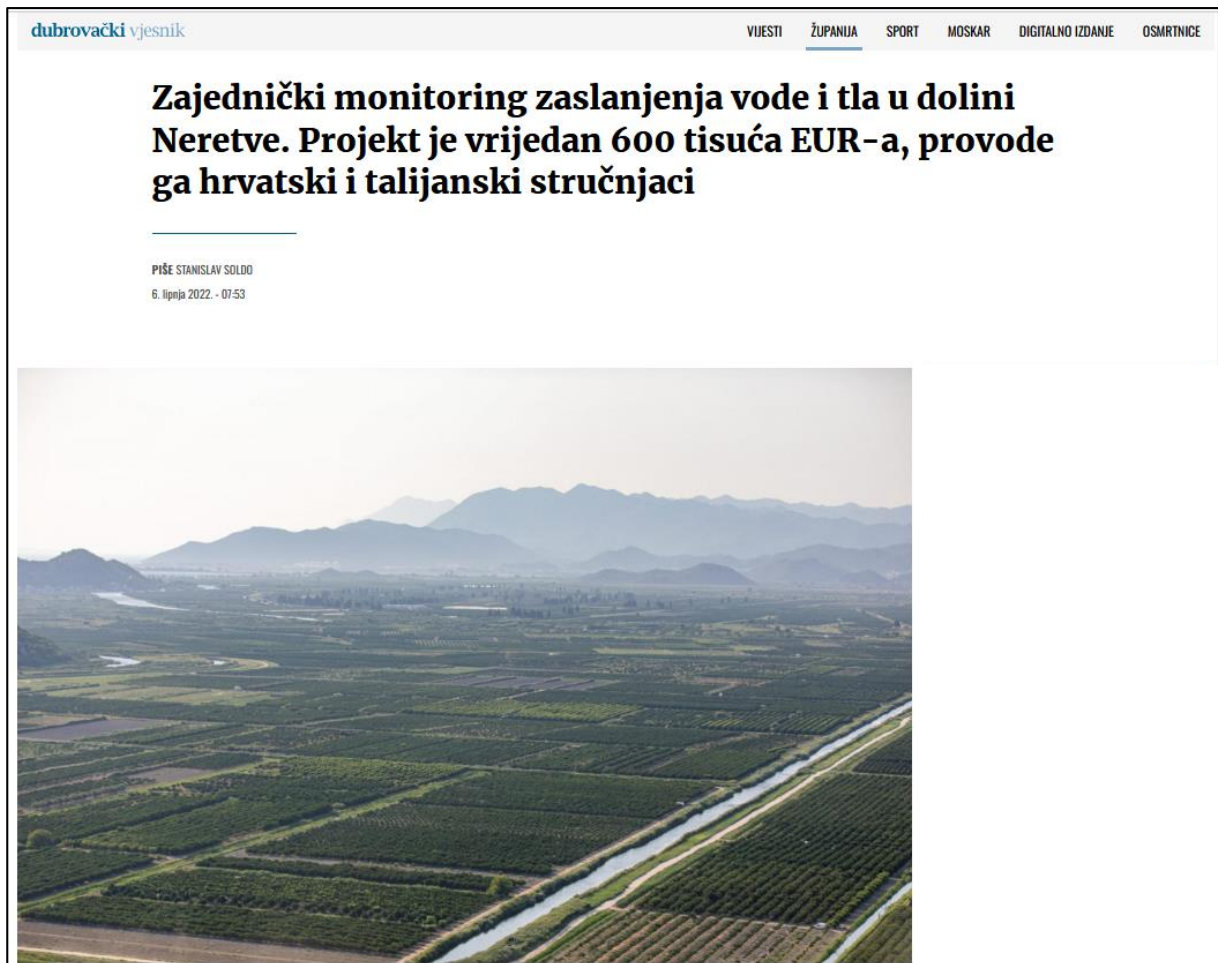 dubrovački vjesnik
VIJESTI ŽUPANIJA SPORT MOSKAR DIGITALNO IZDANJE OSMRTNICE
Zajednički monitoring zaslanjenja vode i tla u dolini
Neretve. Projekt je vrijedan 600 tisuća EUR-a, provode
ga hrvatski i talijanski stručnjaci
PIŠE STANISLAV SOLDO
6. lipnja 2022. - 07:53